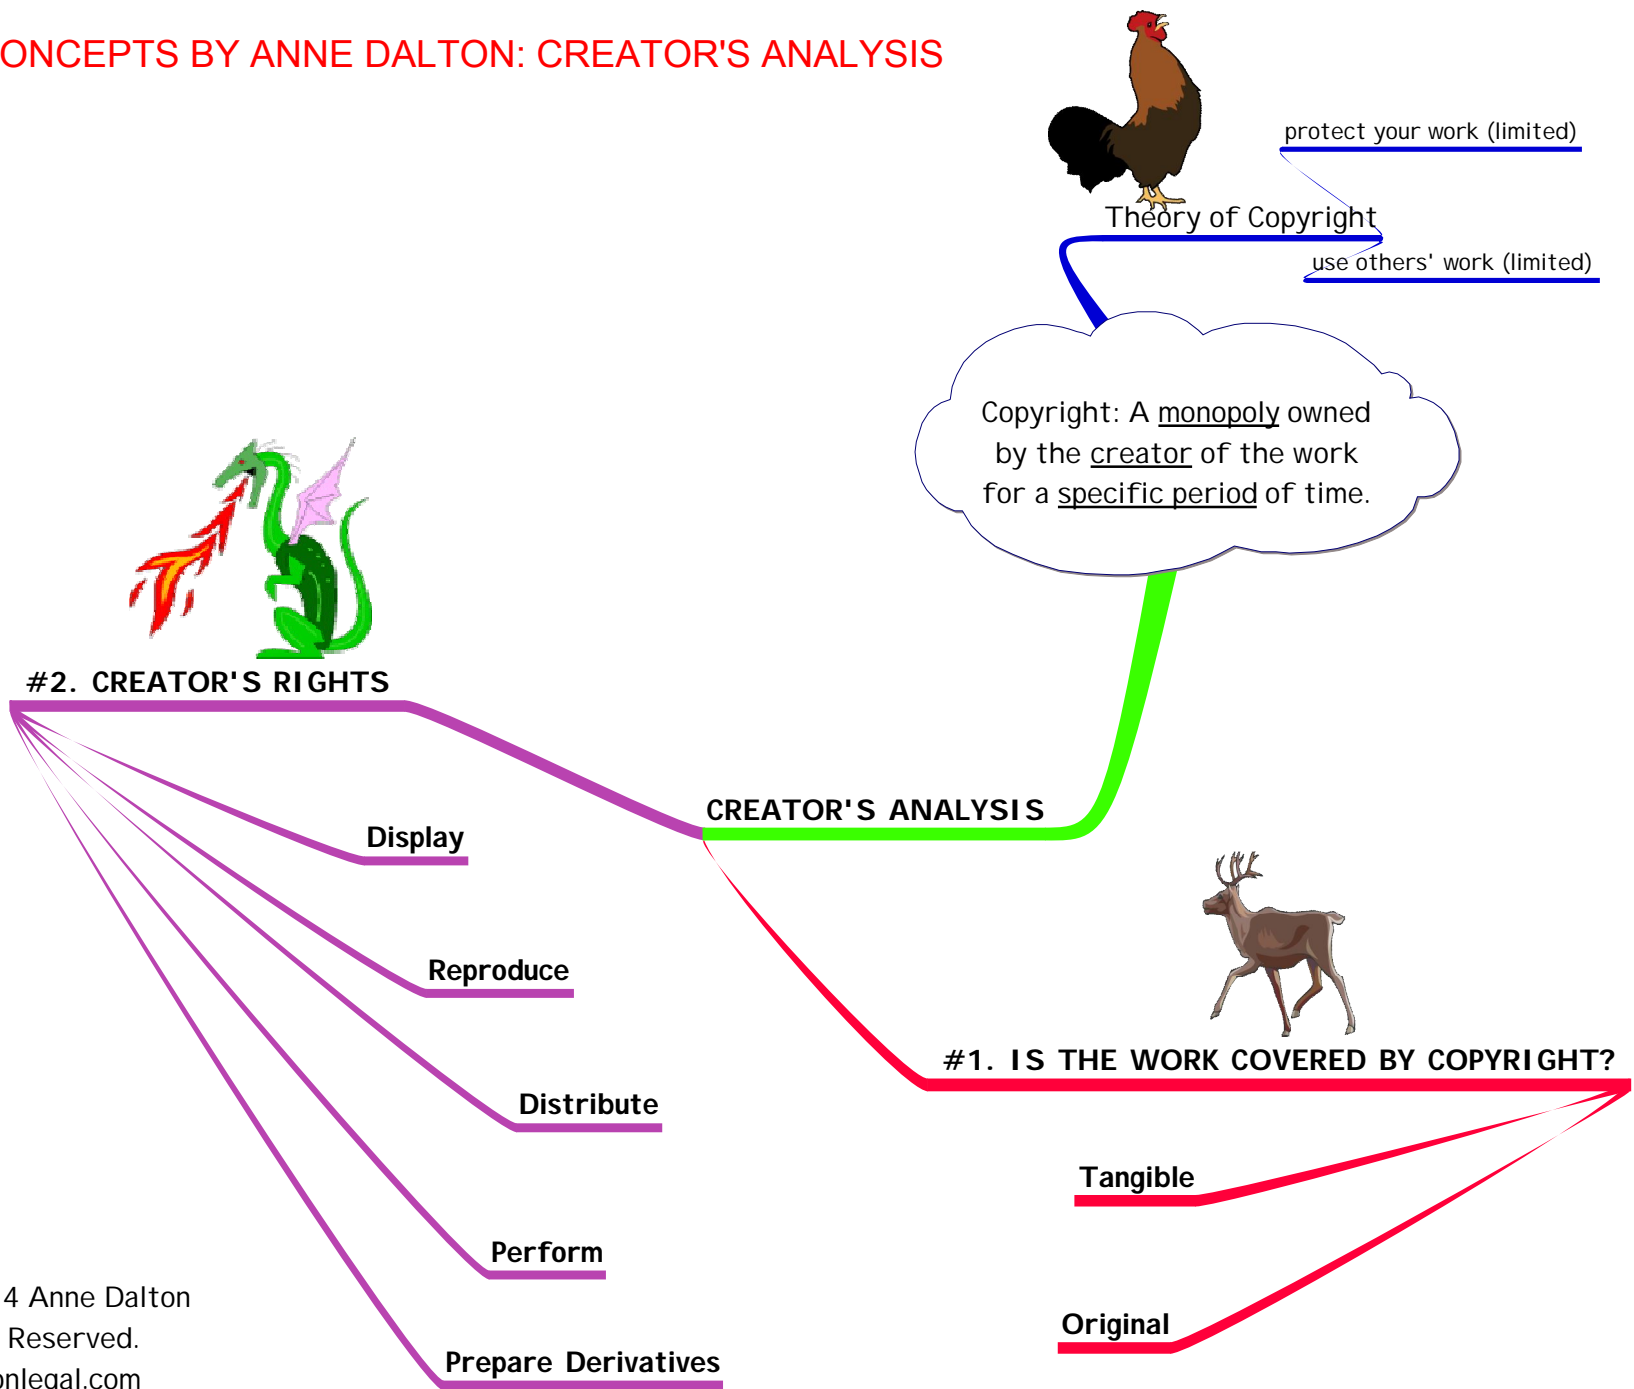 ONCEPTS BY ANNE DALTON: CREATOR'S ANALYSIS
protect your work (limited)
Theory of Copyright
use others' work (limited)
Copyright: A monopoly owned
by the creator of the work
for a specific period of time.
#2. CREATOR'S RIGHTS
CREATOR'S ANALYSIS
Display
Reproduce
Distribute
Perform
Prepare Derivatives
#1. IS THE WORK COVERED BY COPYRIGHT?
Tangible
Original
4 Anne Dalton
Reserved.
onlegal.com